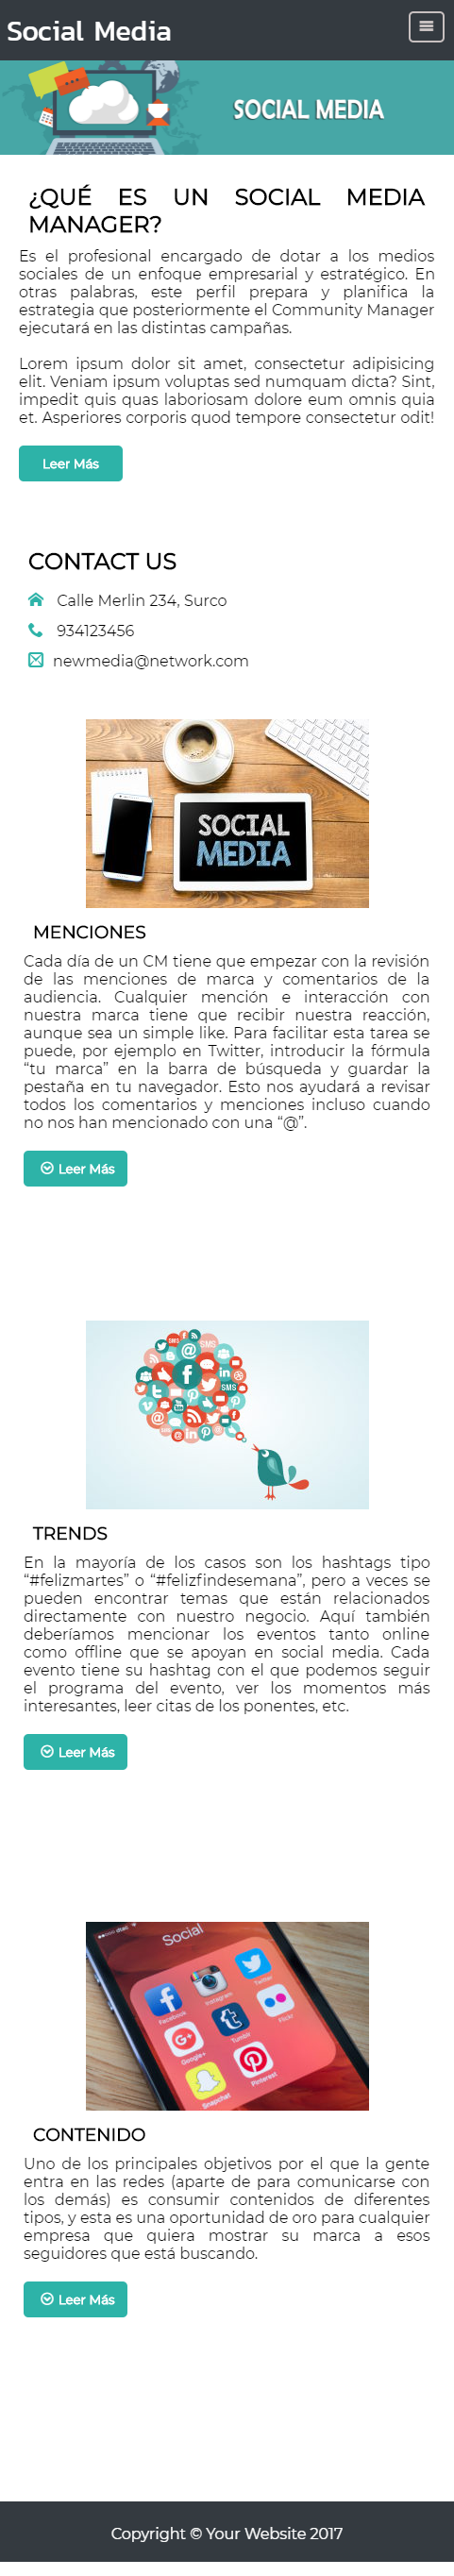 Social Media
SOCIAL MEDIA
¿QUÉ ES UN SOCIAL MEDIA
MANAGER?
Es el profesional encargado de dotar a los medios
sociales de un enfoque empresarial y estratégico. En
otras palabras, este perfil prepara y planifica la
estrategia que posteriormente el Community Manager
ejecutará en las distintas campañas.
Lorem ipsum dolor sit amet, consectetur adipisicing
elit. Veniam ipsum voluptas sed numquam dicta? Sint,
impedit quis quas laboriosam dolore eum omnis quia
et. Asperiores corporis quod tempore consectetur odit!
Leer Más
CONTACT US
Calle Merlin 234, Surco
934123456
newmedia@network.com
SOCIAL
MEDIA
MENCIONES
Cada día de un CM tiene que empezar con la revisión
de las menciones de marca y comentarios de la
audiencia. Cualquier mención e interacción con
nuestra marca tiene que recibir nuestra reacción,
aunque sea un simple like. Para facilitar esta tarea se
puede, por ejemplo en Twitter, introducir la fórmula
“tu marca” en la barra de búsqueda y guardar la
pestaña en tu navegador. Esto nos ayudará a revisar
todos los comentarios y menciones incluso cuando
no nos han mencionado con una “@”.
Leer Más
SMS
SMS
SMS
TRENDS
En la mayoría de los casos son los hashtags tipo
“#felizmartes” o “#felizfindesemana”, pero a veces se
pueden encontrar temas que están relacionados
directamente con nuestro negocio. Aquí también
deberíamos mencionar los eventos tanto online
como offline que se apoyan en social media. Cada
evento tiene su hashtag con el que podemos seguir
el programa del evento, ver los momentos más
interesantes, leer citas de los ponentes, etc.
Leer Más
Social
Facebook
Instagram
Twitter
Google+
Tumblr
Flickr
Snapchat
Pinterest
CONTENIDO
Uno de los principales objetivos por el que la gente
entra en las redes (aparte de para comunicarse con
los demás) es consumir contenidos de diferentes
tipos, y esta es una oportunidad de oro para cualquier
empresa que quiera mostrar su marca a esos
seguidores que está buscando.
Leer Más
Copyright © Your Website 2017